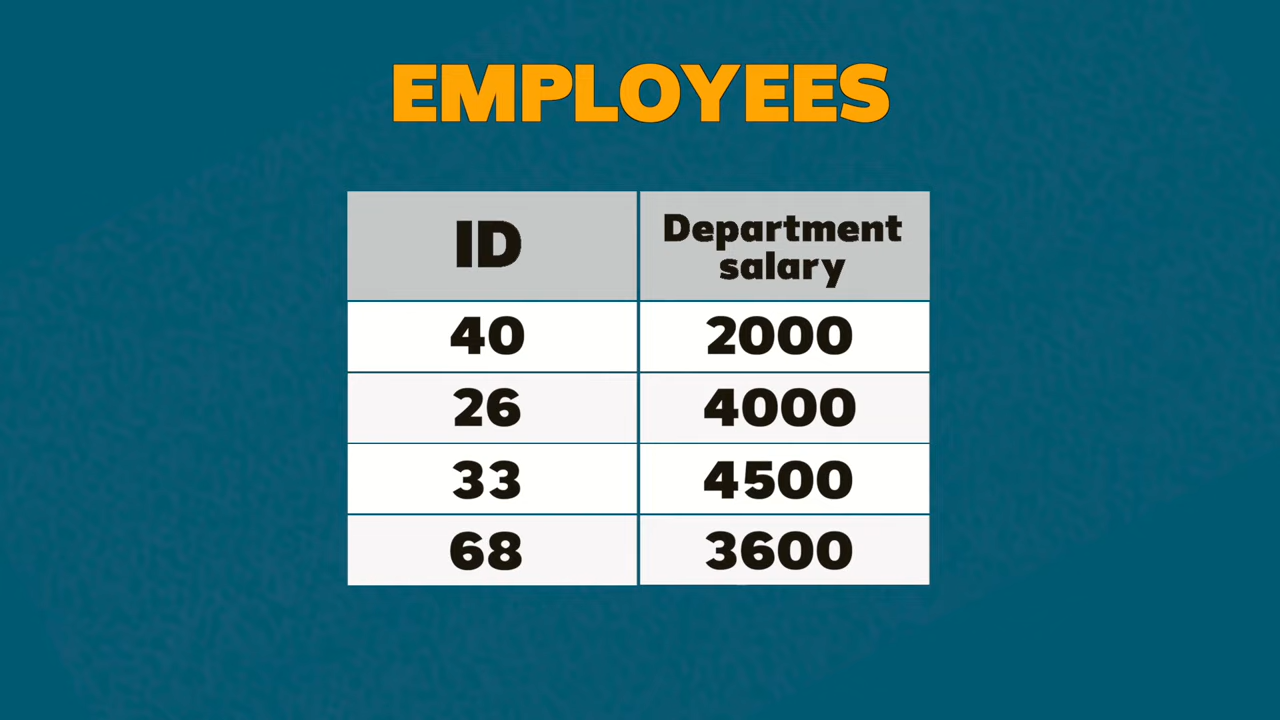 EMPLOYEES
ID
Department
salary
40 2000
26 4000
33 4500
68 3600